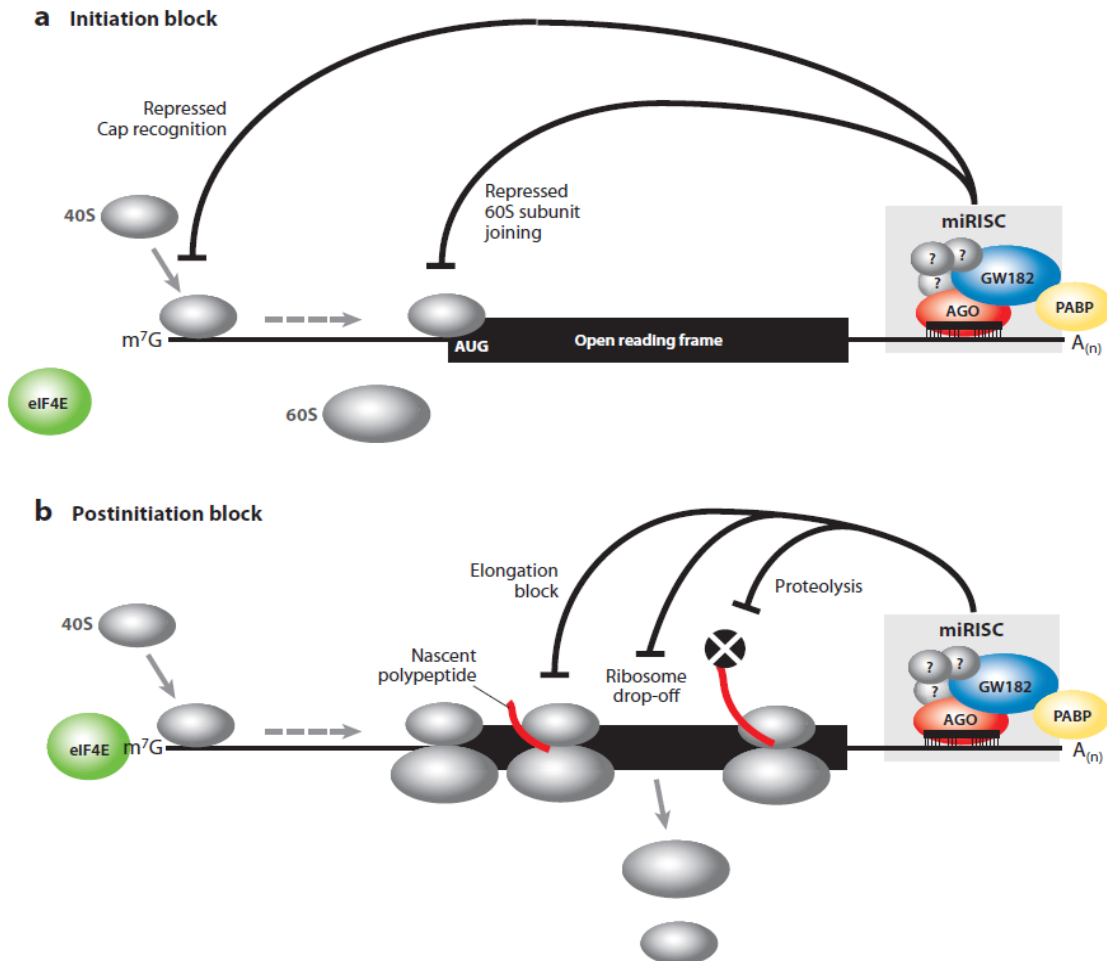 a Initiation block
Repressed
Cap recognition
40S
Repressed
60S subunit
joining
miRISC
?
?
?
GW182
AGO
PABP
m⁷G
AUG
Open reading frame
A(n)
eIF4E
60S
b Postinitiation block
Elongation
block
Proteolysis
40S
Nascent
polypeptide
Ribosome
drop-off
miRISC
?
?
?
GW182
AGO
PABP
eIF4E
m⁷G
A(n)